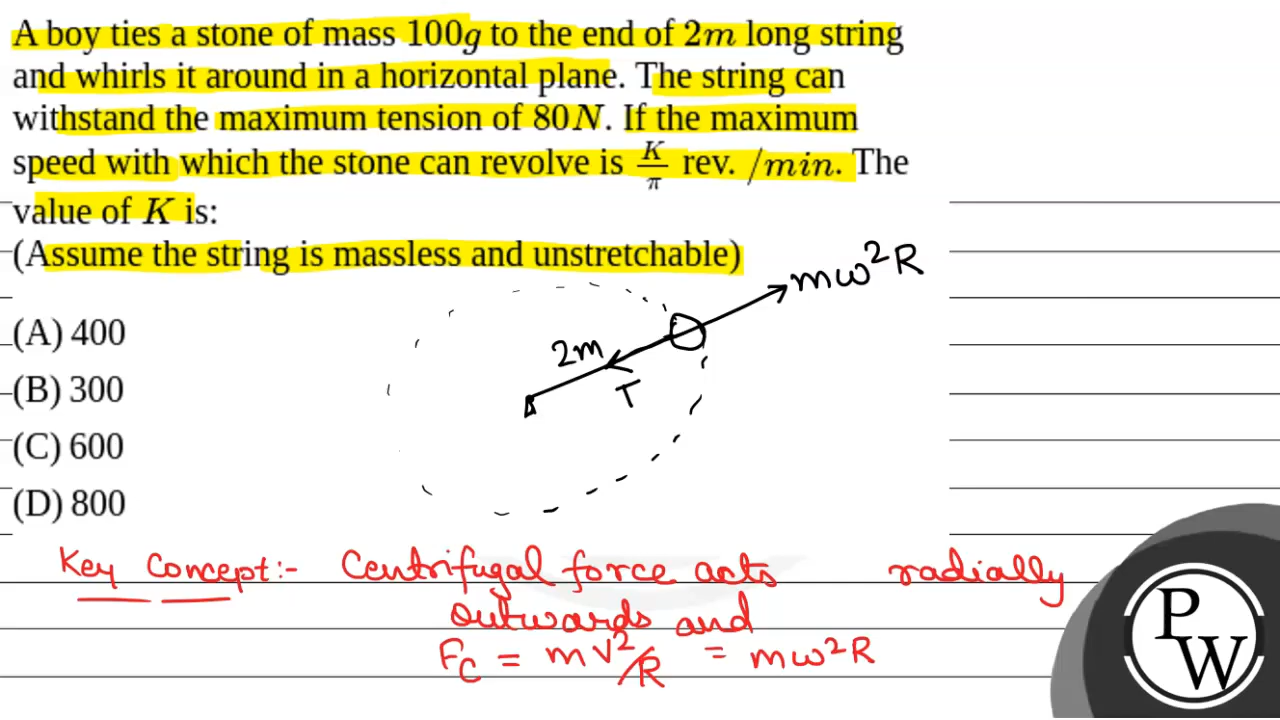 A boy ties a stone of mass 100g to the end of 2m long string
and whirls it around in a horizontal plane. The string can
withstand the maximum tension of 80N. If the maximum
speed with which the stone can revolve is K/π rev. /min. The
value of K is:
(Assume the string is massless and unstretchable)
mω²R
2m
T
(A) 400
(B) 300
(C) 600
(D) 800
Key Concept:- Centrifugal force acts radially
outwards and
Fc = mv²/R = mω²R
P
W